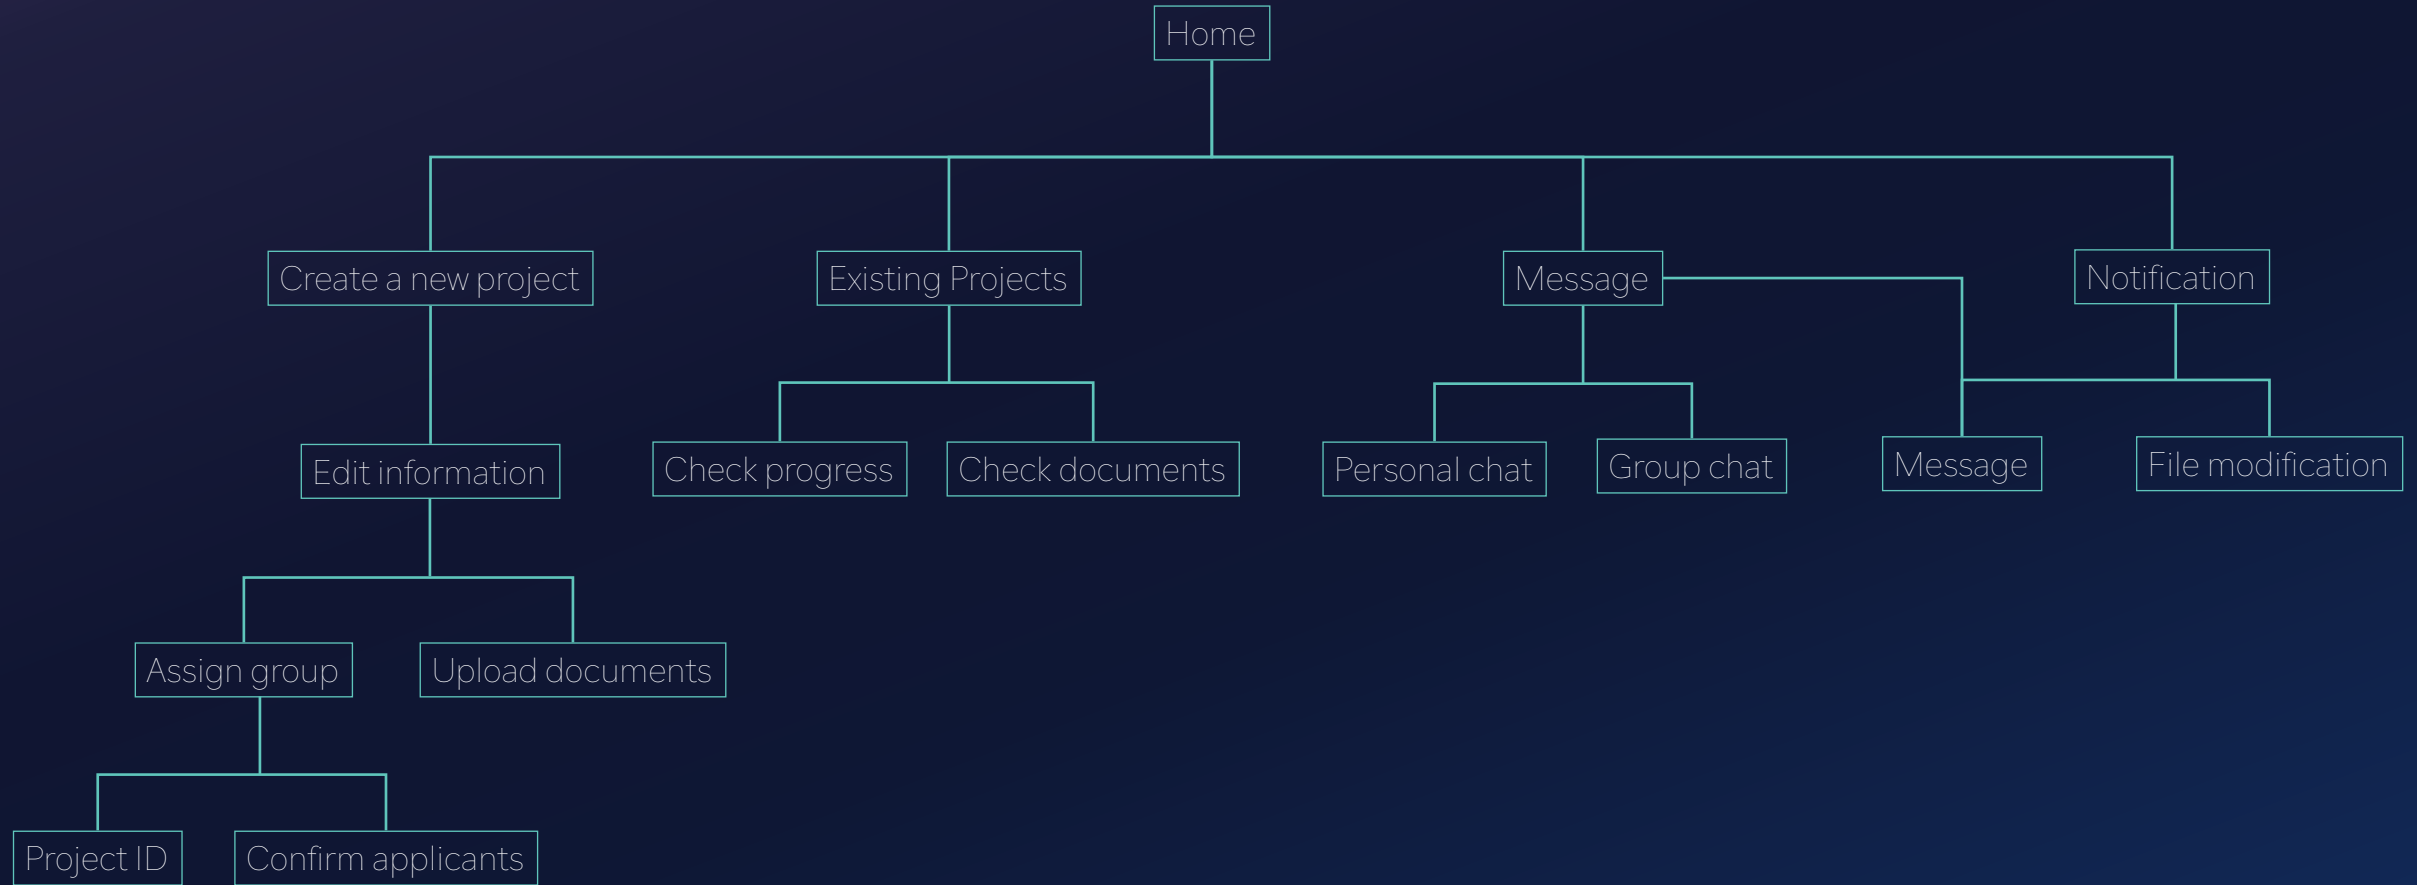 Home
Create a new project
Existing Projects
Message
Notification
Edit information
Check progress
Check documents
Personal chat
Group chat
Message
File modification
Assign group
Upload documents
Project ID
Confirm applicants